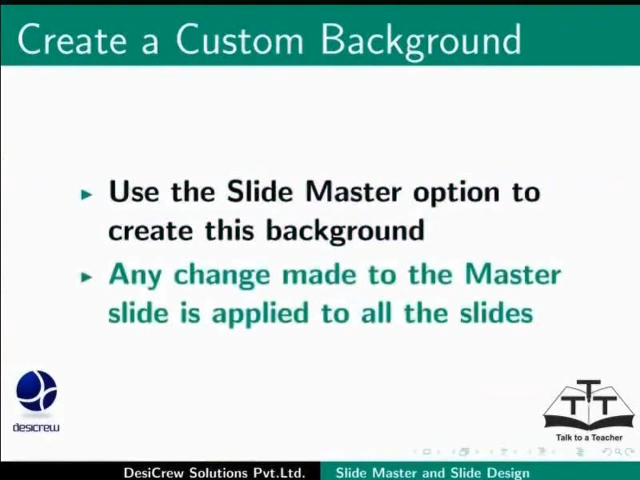 Create a Custom Background
Use the Slide Master option to
create this background
Any change made to the Master
slide is applied to all the slides
desicrew
TTT
Talk to a Teacher
DesiCrew Solutions Pvt.Ltd.
Slide Master and Slide Design